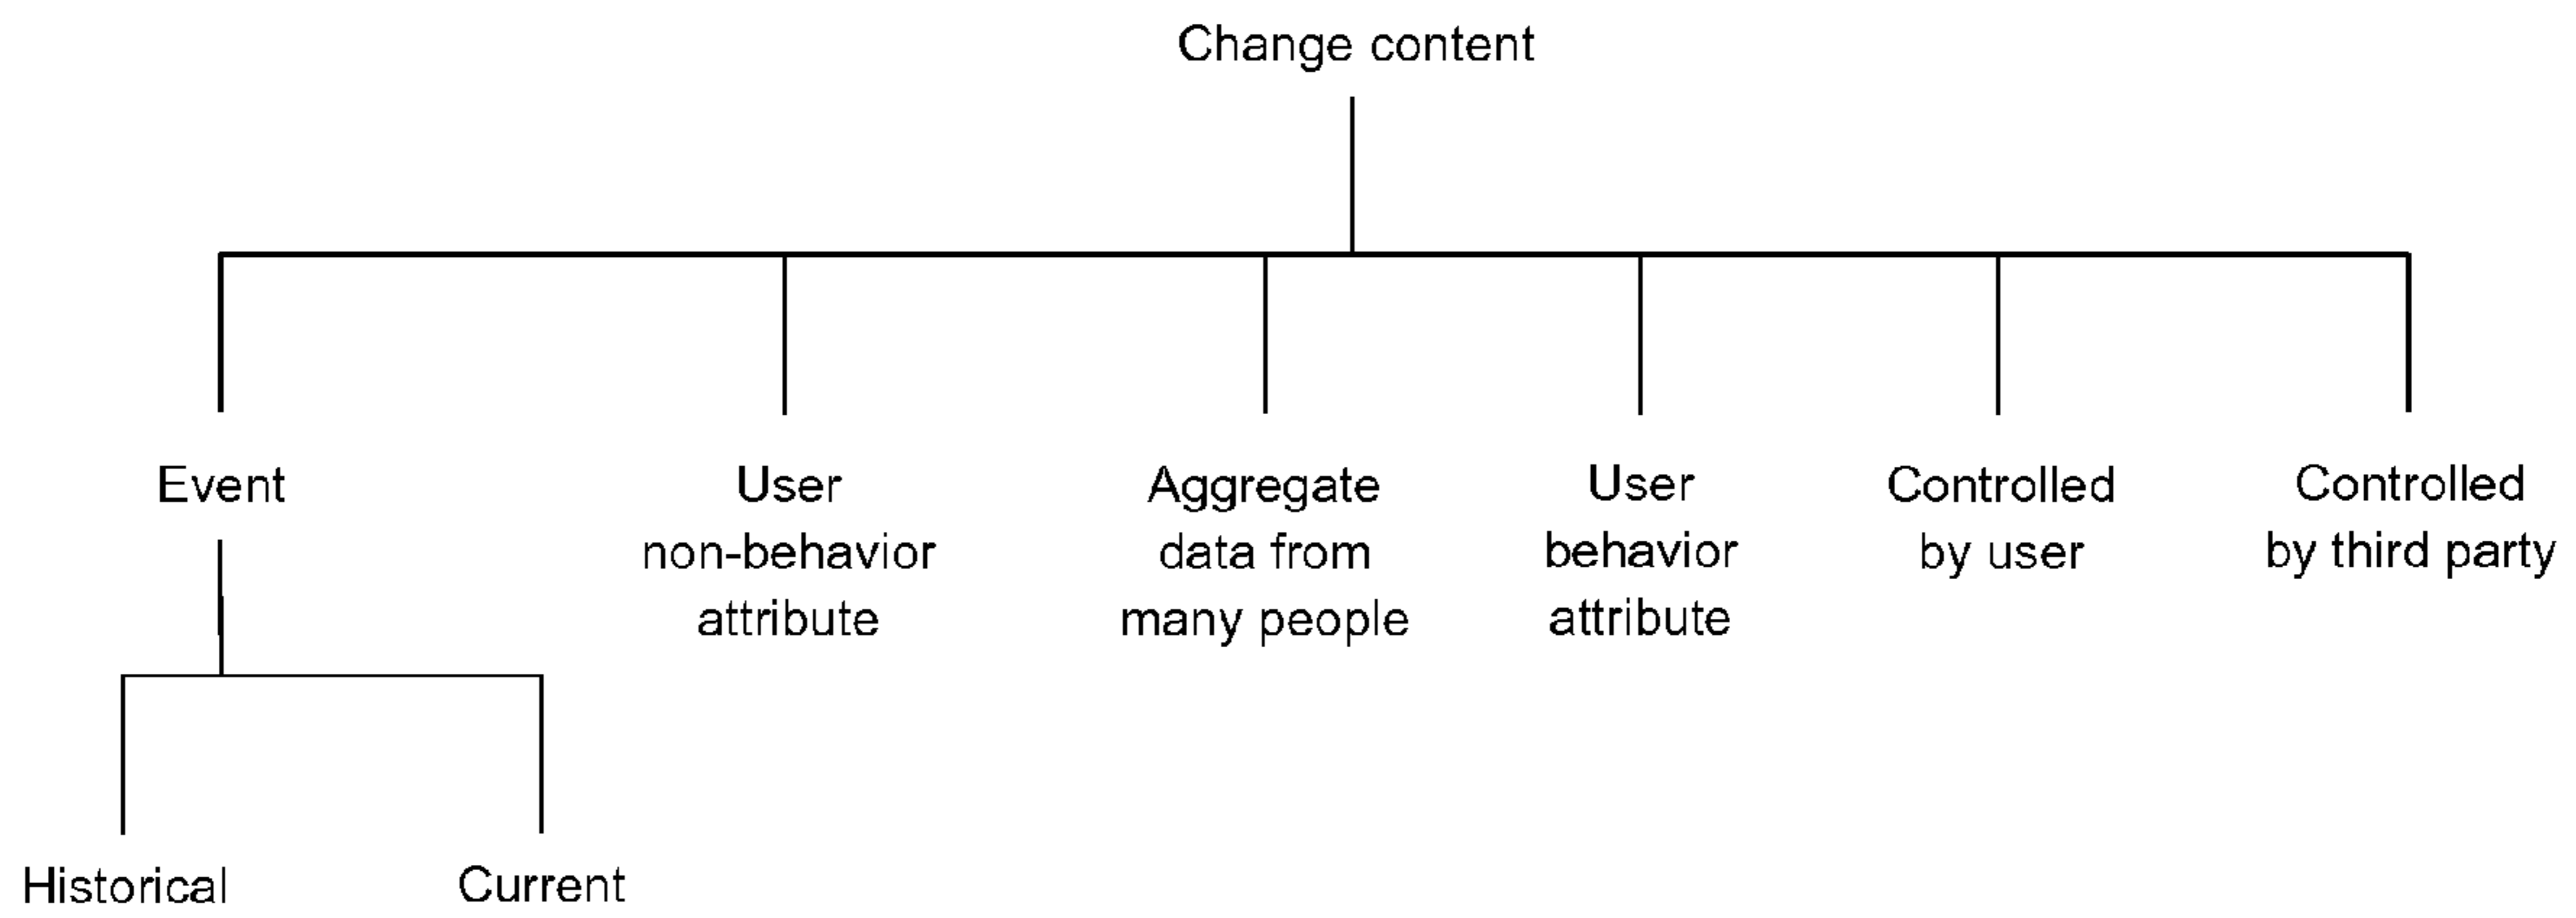 Change content
Event
User
non-behavior
attribute
Aggregate
data from
many people
User
behavior
attribute
Controlled
by user
Controlled
by third party
Historical
Current